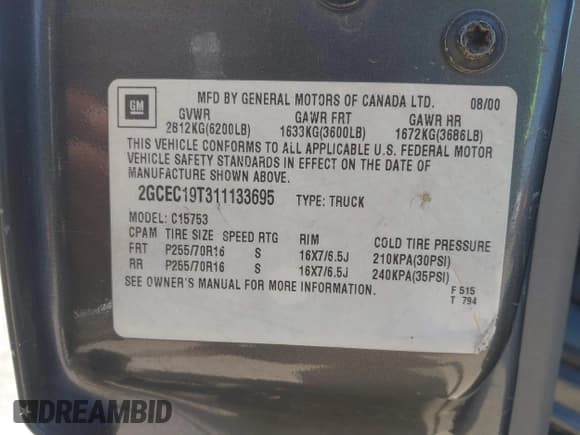 GM
MFD BY GENERAL MOTORS OF CANADA LTD. 08/00
GVWR GAWR FRT GAWR RR
2812KG(6200LB) 1633KG(3600LB) 1672KG(3686LB)
THIS VEHICLE CONFORMS TO ALL APPLICABLE U.S. FEDERAL MOTOR
VEHICLE SAFETY STANDARDS IN EFFECT ON THE DATE OF
MANUFACTURE SHOWN ABOVE.
2GCEC19T311133695 TYPE: TRUCK
MODEL: C15753
CPAM TIRE SIZE SPEED RTG RIM COLD TIRE PRESSURE
FRT P255/70R16 S 16X7/6.5J 210KPA(30PSI)
RR P255/70R16 S 16X7/6.5J 240KPA(35PSI)
SEE OWNER'S MANUAL FOR MORE INFORMATION.
F 515
T 794
DREAMBID